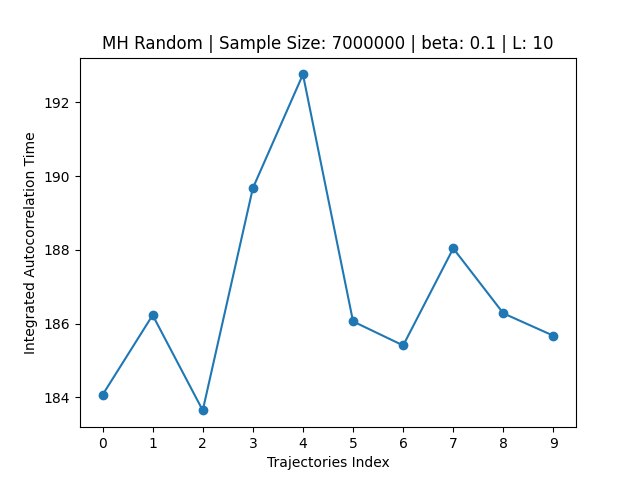 MH Random | Sample Size: 7000000 | beta: 0.1 | L: 10
Integrated Autocorrelation Time
192
190
188
186
184
0 1 2 3 4 5 6 7 8 9
Trajectories Index